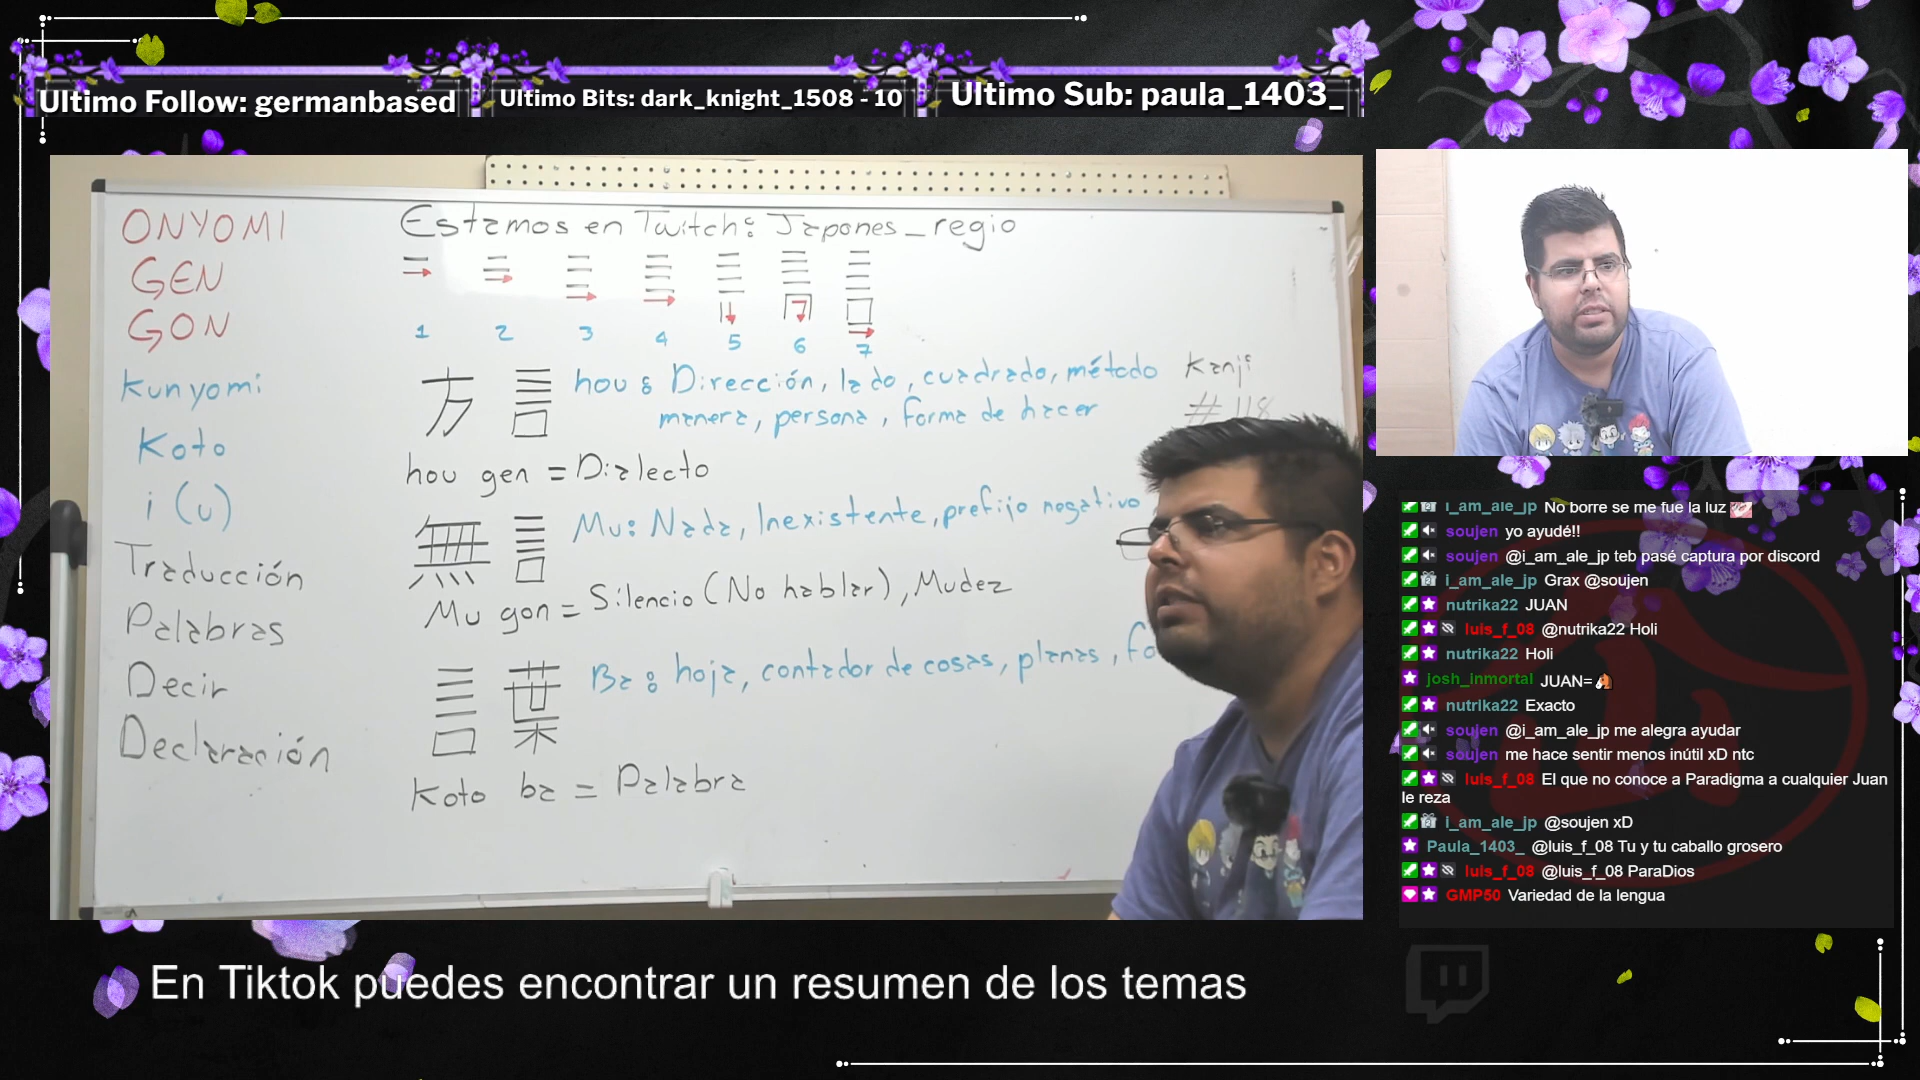 Ultimo Follow: germanbased
Ultimo Bits: dark_knight_1508 - 10
Ultimo Sub: paula_1403_
ONYOMI
GEN
GON
Kunyomi
Koto
i (u)
Traducción
Palabras
Decir
Declaración
Estamos en Twitch: Japones_regio
1 2 3 4 5 6 7
方言 hou: Dirección, lado, cuadrado, método
manera, persona, forma de hacer
Kanji
#118
hou gen = Dialecto
無言 Mu: Nada, Inexistente, prefijo negativo
Mu gon = Silencio (No hablar), Mudez
言葉 Ba: hoja, contador de cosas, planas,
Koto ba = Palabra
i_am_ale_jp No borre se me fue la luz
soujen yo ayudé!!
soujen @i_am_ale_jp teb pasé captura por discord
i_am_ale_jp Grax @soujen
nutrika22 JUAN
luis_f_08 @nutrika22 Holi
nutrika22 Holi
josh_inmortal JUAN=🐴
nutrika22 Exacto
soujen @i_am_ale_jp me alegra ayudar
soujen me hace sentir menos inútil xD ntc
luis_f_08 El que no conoce a Paradigma a cualquier Juan
le reza
i_am_ale_jp @soujen xD
Paula_1403_ @luis_f_08 Tu y tu caballo grosero
luis_f_08 @luis_f_08 ParaDios
GMP50 Variedad de la lengua
En Tiktok puedes encontrar un resumen de los temas